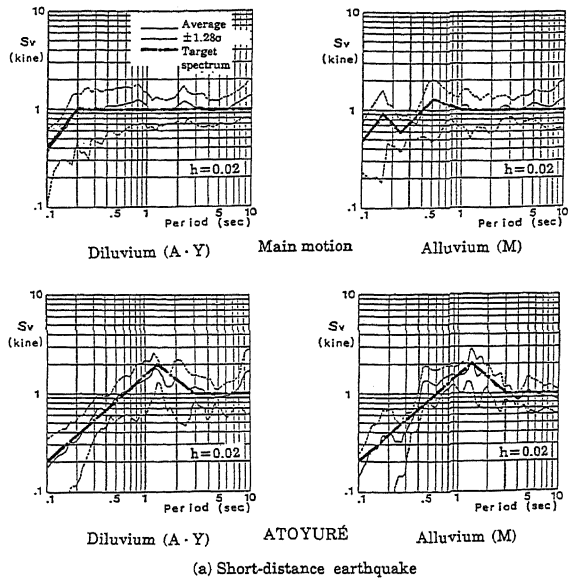 10
Sv
(kine)
1
.1
.1 .5 1 5 10
Period (sec)
Average
±1.28σ
Target
spectrum
h=0.02
Diluvium (A · Y)
Main motion
10
Sv
(kine)
1
.1
.1 .5 1 5 10
Period (sec)
h=0.02
Alluvium (M)
10
Sv
(kine)
1
.1
.1 .5 1 5 10
Period (sec)
h=0.02
Diluvium (A · Y)
ATOYURÉ
10
Sv
(kine)
1
.1
.1 .5 1 5 10
Period (sec)
h=0.02
Alluvium (M)
(a) Short-distance earthquake